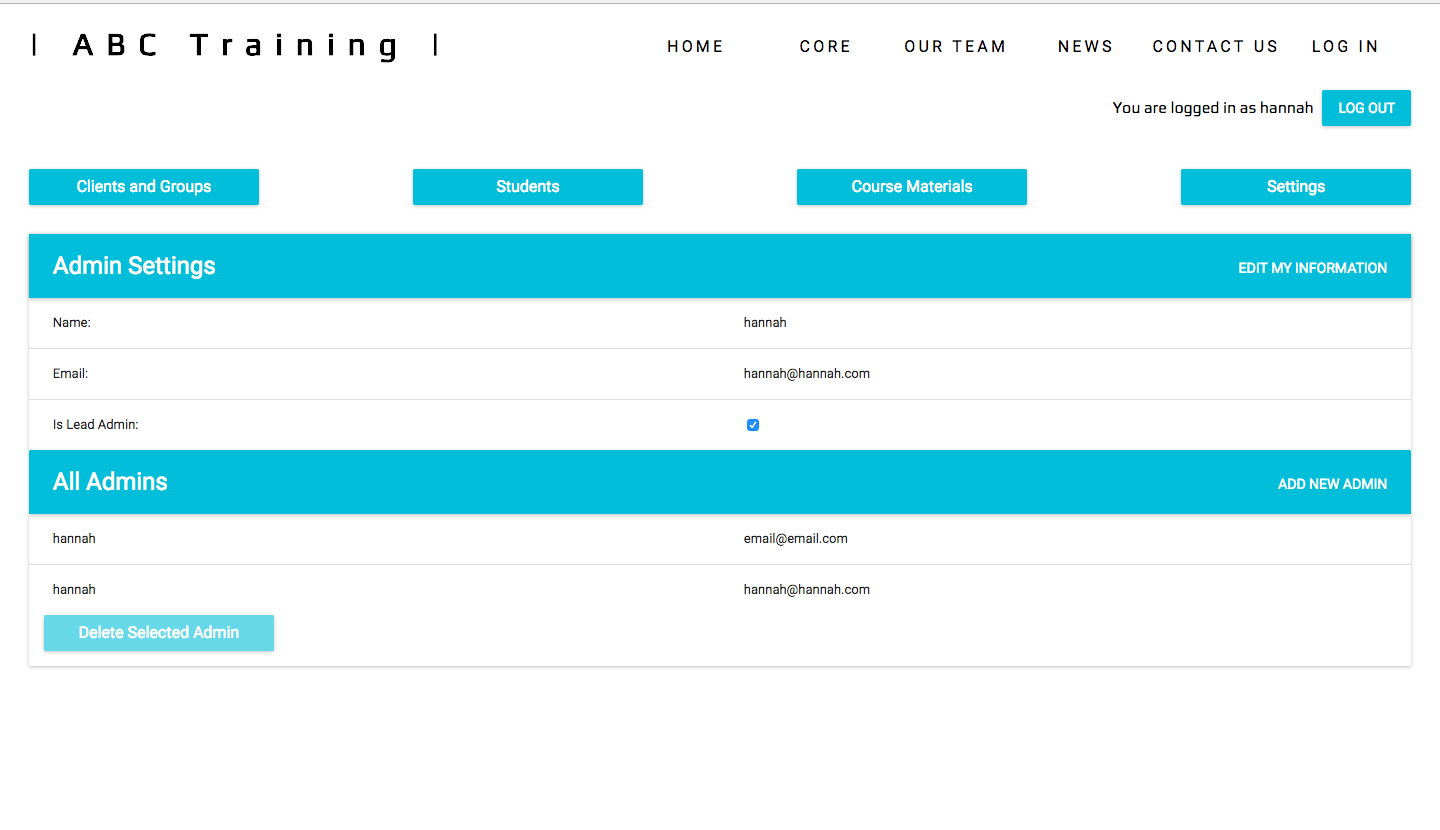 | ABC Training |
HOME CORE OUR TEAM NEWS CONTACT US LOG IN
You are logged in as hannah LOG OUT
Clients and Groups Students Course Materials Settings
Admin Settings EDIT MY INFORMATION
Name: hannah
Email: hannah@hannah.com
Is Lead Admin:
All Admins ADD NEW ADMIN
hannah email@email.com
hannah hannah@hannah.com
Delete Selected Admin